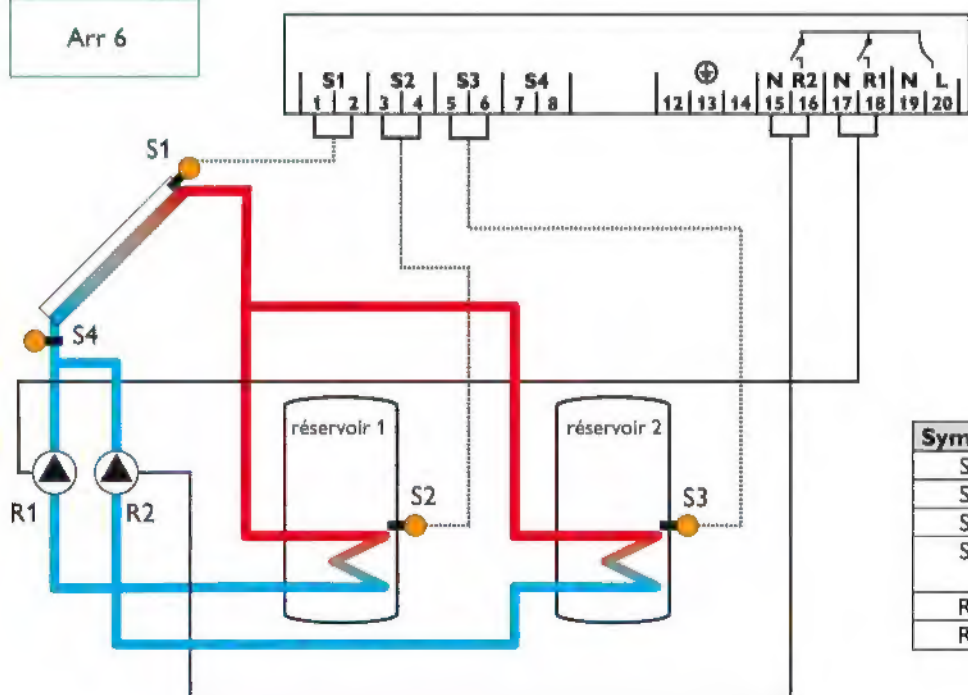 Arr 6
S1 S2 S3 S4 N R2 N R1 N L
1 2 3 4 5 6 7 8 12 13 14 15 16 17 18 19 20
S1
S4
réservoir 1
réservoir 2
S2
S3
R1
R2
Sym
S
S
S
S
R
R